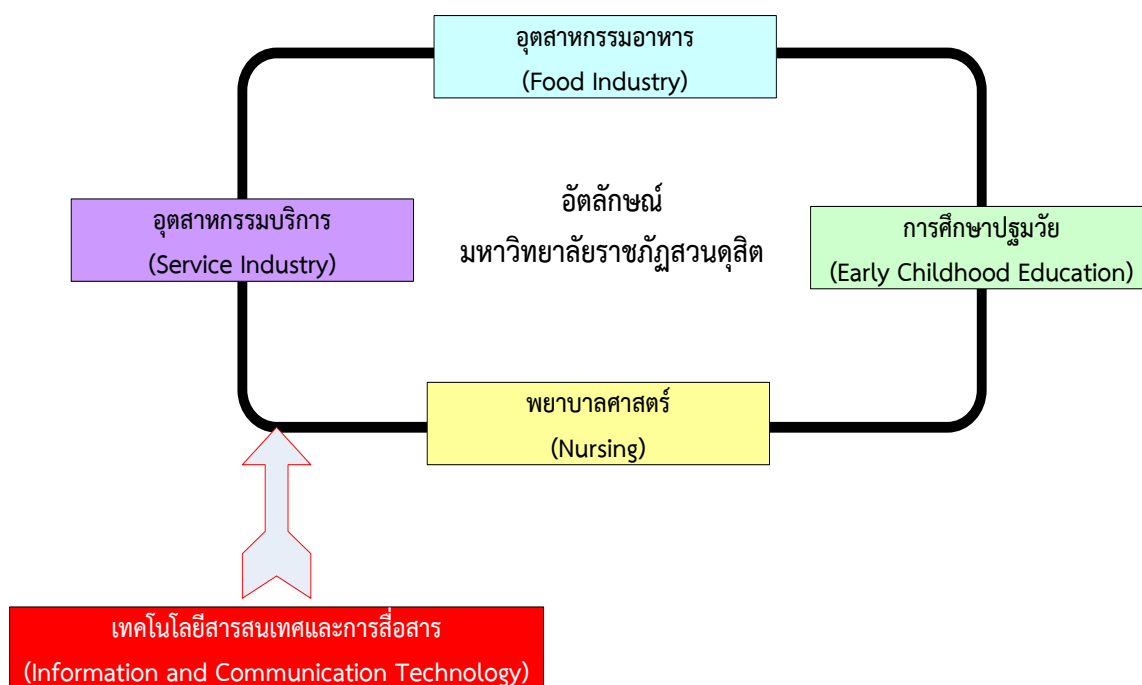 อุตสาหกรรมอาหาร
(Food Industry)
อัตลักษณ์
มหาวิทยาลัยราชภัฏสวนดุสิต
อุตสาหกรรมบริการ
(Service Industry)
การศึกษาปฐมวัย
(Early Childhood Education)
พยาบาลศาสตร์
(Nursing)
เทคโนโลยีสารสนเทศและการสื่อสาร
(Information and Communication Technology)